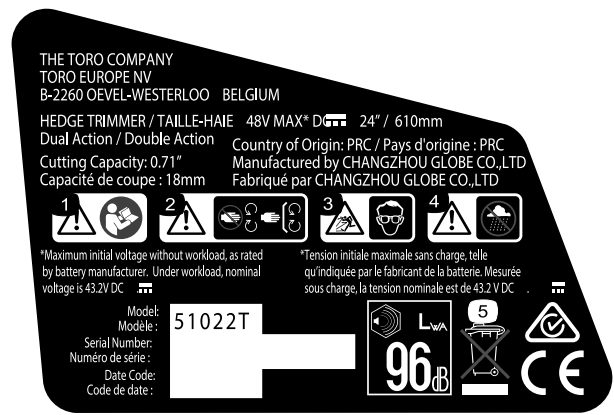 THE TORO COMPANY
TORO EUROPE NV
B-2260 OEVEL-WESTERLOO BELGIUM
HEDGE TRIMMER / TAILLE-HAIE 48V MAX* DC 24" / 610mm
Dual Action / Double Action
Cutting Capacity: 0.71"
Capacité de coupe : 18mm
Country of Origin: PRC / Pays d'origine : PRC
Manufactured by CHANGZHOU GLOBE CO.,LTD
Fabriqué par CHANGZHOU GLOBE CO.,LTD
1
2
3
4
*Maximum initial voltage without workload, as rated
by battery manufacturer. Under workload, nominal
voltage is 43.2V DC
*Tension initiale maximale sans charge, telle
qu'indiquée par le fabricant de la batterie. Mesurée
sous charge, la tension nominale est de 43.2 V DC .
Model:
Modèle :
51022T
Serial Number:
Numéro de série :
Date Code:
Code de date :
LWA
96dB
5
CE